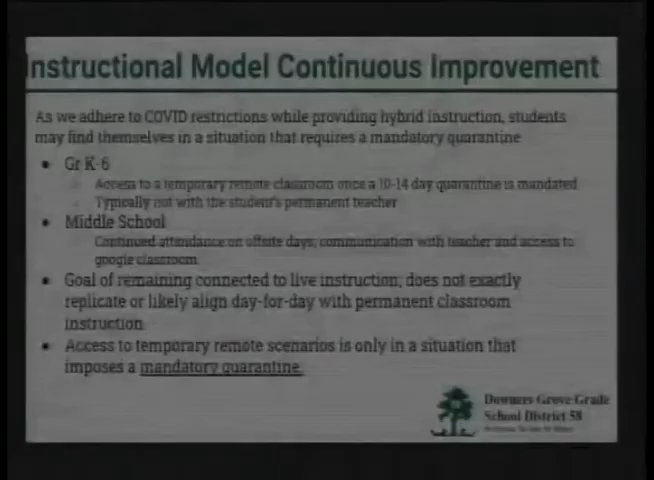 Instructional Model Continuous Improvement
As we adhere to COVID restrictions while providing hybrid instruction, students
may find themselves in a situation that requires a mandatory quarantine
• Gr K-6
Access to a temporary remote classroom once a 10-14 day quarantine is mandated
Typically not with the student's permanent teacher
• Middle School
Continued attendance on offsite days; communication with teacher and access to
google classroom.
• Goal of remaining connected to live instruction; does not exactly
replicate or likely align day-for-day with permanent classroom
instruction
• Access to temporary remote scenarios is only in a situation that
imposes a mandatory quarantine.
Downers Grove Grade
School District 58